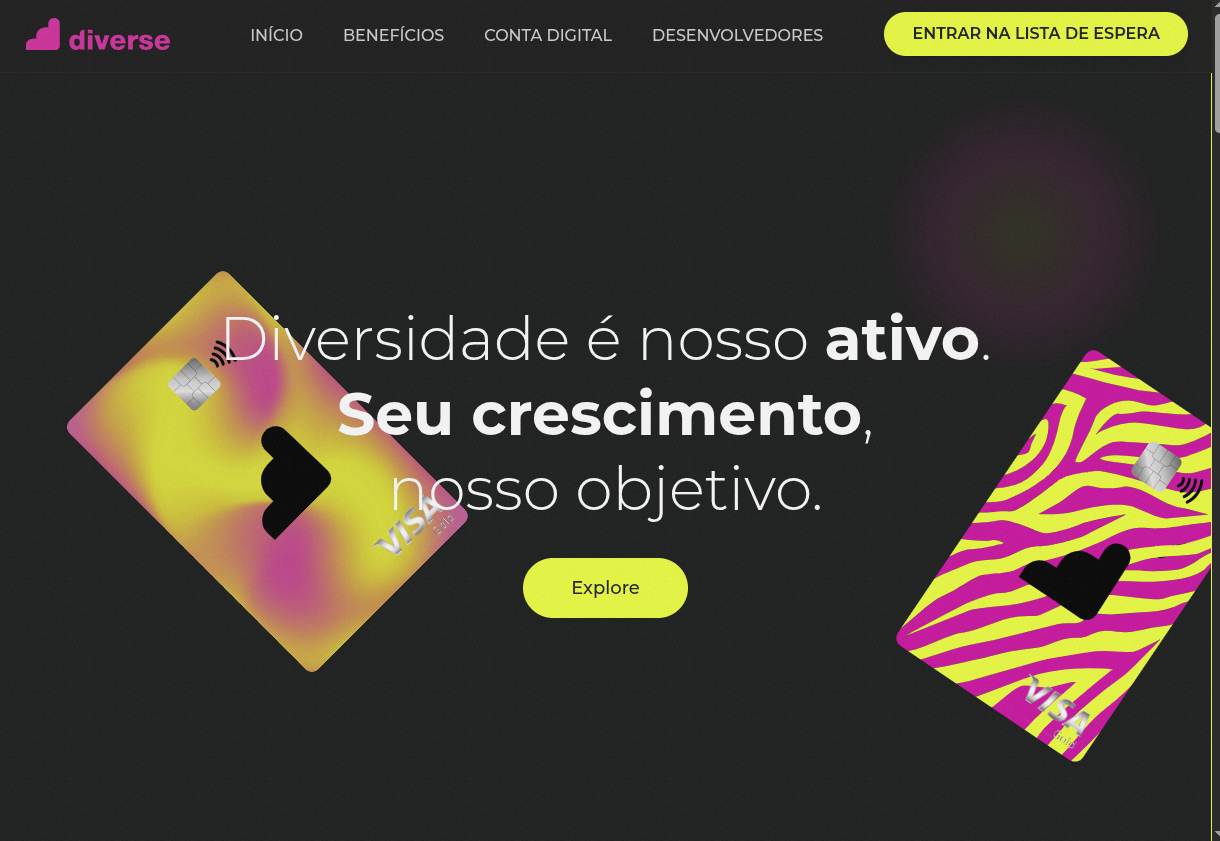 diverse
INÍCIO
BENEFÍCIOS
CONTA DIGITAL
DESENVOLVEDORES
ENTRAR NA LISTA DE ESPERA
Diversidade é nosso ativo.
Seu crescimento,
nosso objetivo.
VISA
Gold
Explore
VISA
Gold